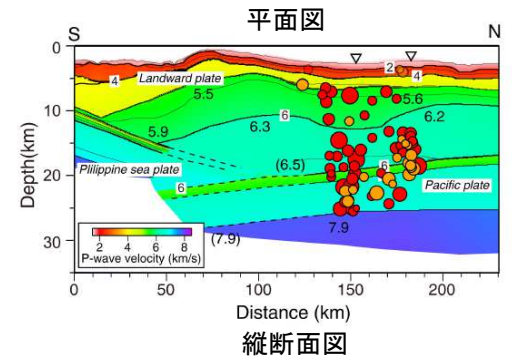 平面図
S N
0
10
20
30
Depth(km)
2
4
4
Landward plate
5.5
5.6
6
5.9
6.3
6.2
(6.5)
Pilippine sea plate
6
6
Pacific plate
7.9
(7.9)
2 4 6 8
P-wave velocity (km/s)
0 50 100 150 200
Distance (km)
縦断面図